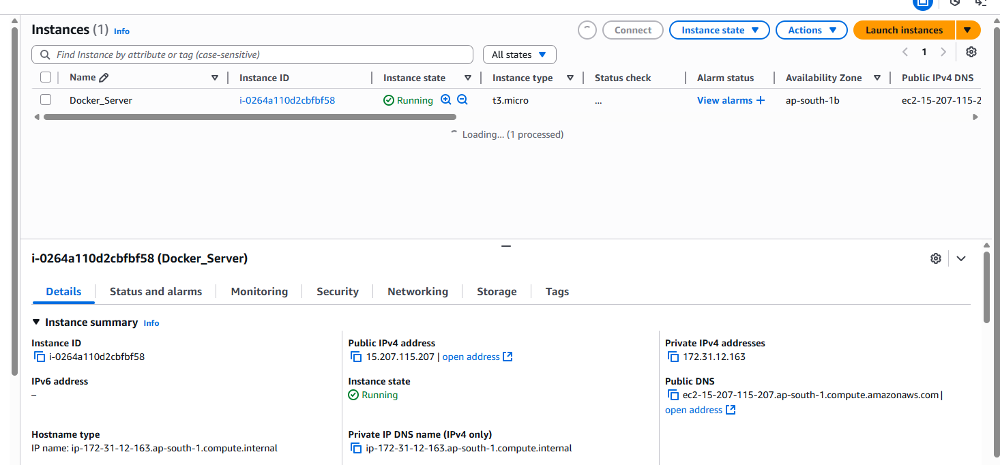 Instances (1) Info
Connect Instance state Actions Launch instances
Find Instance by attribute or tag (case-sensitive) All states 1
Name Instance ID Instance state Instance type Status check Alarm status Availability Zone Public IPv4 DNS
Docker_Server i-0264a110d2cbfbf58 Running t3.micro ... View alarms + ap-south-1b ec2-15-207-115-2
Loading... (1 processed)
i-0264a110d2cbfbf58 (Docker_Server)
Details Status and alarms Monitoring Security Networking Storage Tags
Instance summary Info
Instance ID Public IPv4 address Private IPv4 addresses
i-0264a110d2cbfbf58 15.207.115.207 | open address 172.31.12.163
IPv6 address Instance state Public DNS
– Running ec2-15-207-115-207.ap-south-1.compute.amazonaws.com |
open address
Hostname type Private IP DNS name (IPv4 only)
IP name: ip-172-31-12-163.ap-south-1.compute.internal ip-172-31-12-163.ap-south-1.compute.internal